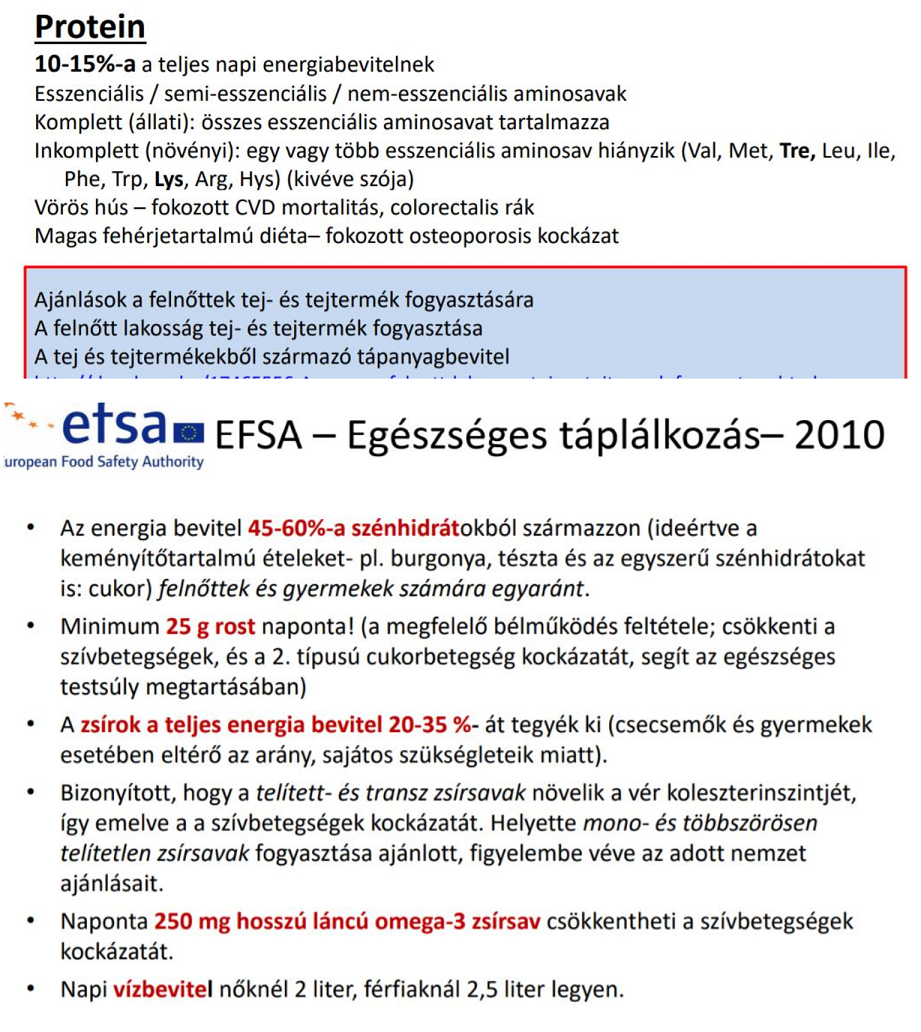 Protein
10-15%-a a teljes napi energiabevitelnek
Esszenciális / semi-esszenciális / nem-esszenciális aminosavak
Komplett (állati): összes esszenciális aminosavat tartalmazza
Inkomplett (növényi): egy vagy több esszenciális aminosav hiányzik (Val, Met, Tre, Leu, Ile,
Phe, Trp, Lys, Arg, Hys) (kivéve szója)
Vörös hús – fokozott CVD mortalitás, colorectalis rák
Magas fehérjetartalmú diéta– fokozott osteoporosis kockázat
Ajánlások a felnőttek tej- és tejtermék fogyasztására
A felnőtt lakosság tej- és tejtermék fogyasztása
A tej és tejtermékekből származó tápanyagbevitel
efsa
uropean Food Safety Authority
EFSA – Egészséges táplálkozás– 2010
• Az energia bevitel 45-60%-a szénhidrátokból származzon (ideértve a
keményítőtartalmú ételeket- pl. burgonya, tészta és az egyszerű szénhidrátokat
is: cukor) felnőttek és gyermekek számára egyaránt.
• Minimum 25 g rost naponta! (a megfelelő bélműködés feltétele; csökkenti a
szívbetegségek, és a 2. típusú cukorbetegség kockázatát, segít az egészséges
testsúly megtartásában)
• A zsírok a teljes energia bevitel 20-35 %- át tegyék ki (csecsemők és gyermekek
esetében eltérő az arány, sajátos szükségleteik miatt).
• Bizonyított, hogy a telített- és transz zsírsavak növelik a vér koleszterinszintjét,
így emelve a a szívbetegségek kockázatát. Helyette mono- és többszörösen
telítetlen zsírsavak fogyasztása ajánlott, figyelembe véve az adott nemzet
ajánlásait.
• Naponta 250 mg hosszú láncú omega-3 zsírsav csökkentheti a szívbetegségek
kockázatát.
• Napi vízbevitel nőknél 2 liter, férfiaknál 2,5 liter legyen.